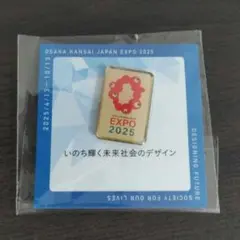 OSAKA KANSAI JAPAN EXPO 2025
2025/4/13-10/13
EXPO
2025
いのち輝く未来社会のデザイン
DESIGNING FUTURE
SOCIETY FOR OUR LIVES